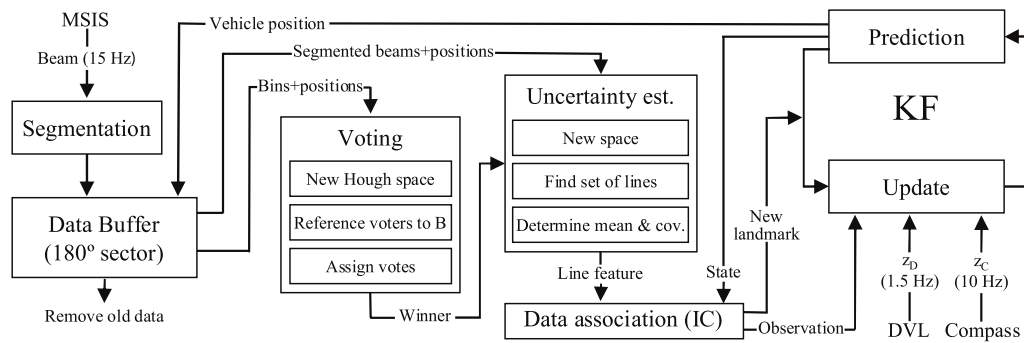 MSIS
Beam (15 Hz)
Segmentation
Data Buffer
(180º sector)
Remove old data
Vehicle position
Segmented beams+positions
Bins+positions
Voting
New Hough space
Reference voters to B
Assign votes
Winner
Uncertainty est.
New space
Find set of lines
Determine mean & cov.
Line feature
Data association (IC)
State
New
landmark
Observation
Prediction
KF
Update
zD
(1.5 Hz)
DVL
zC
(10 Hz)
Compass